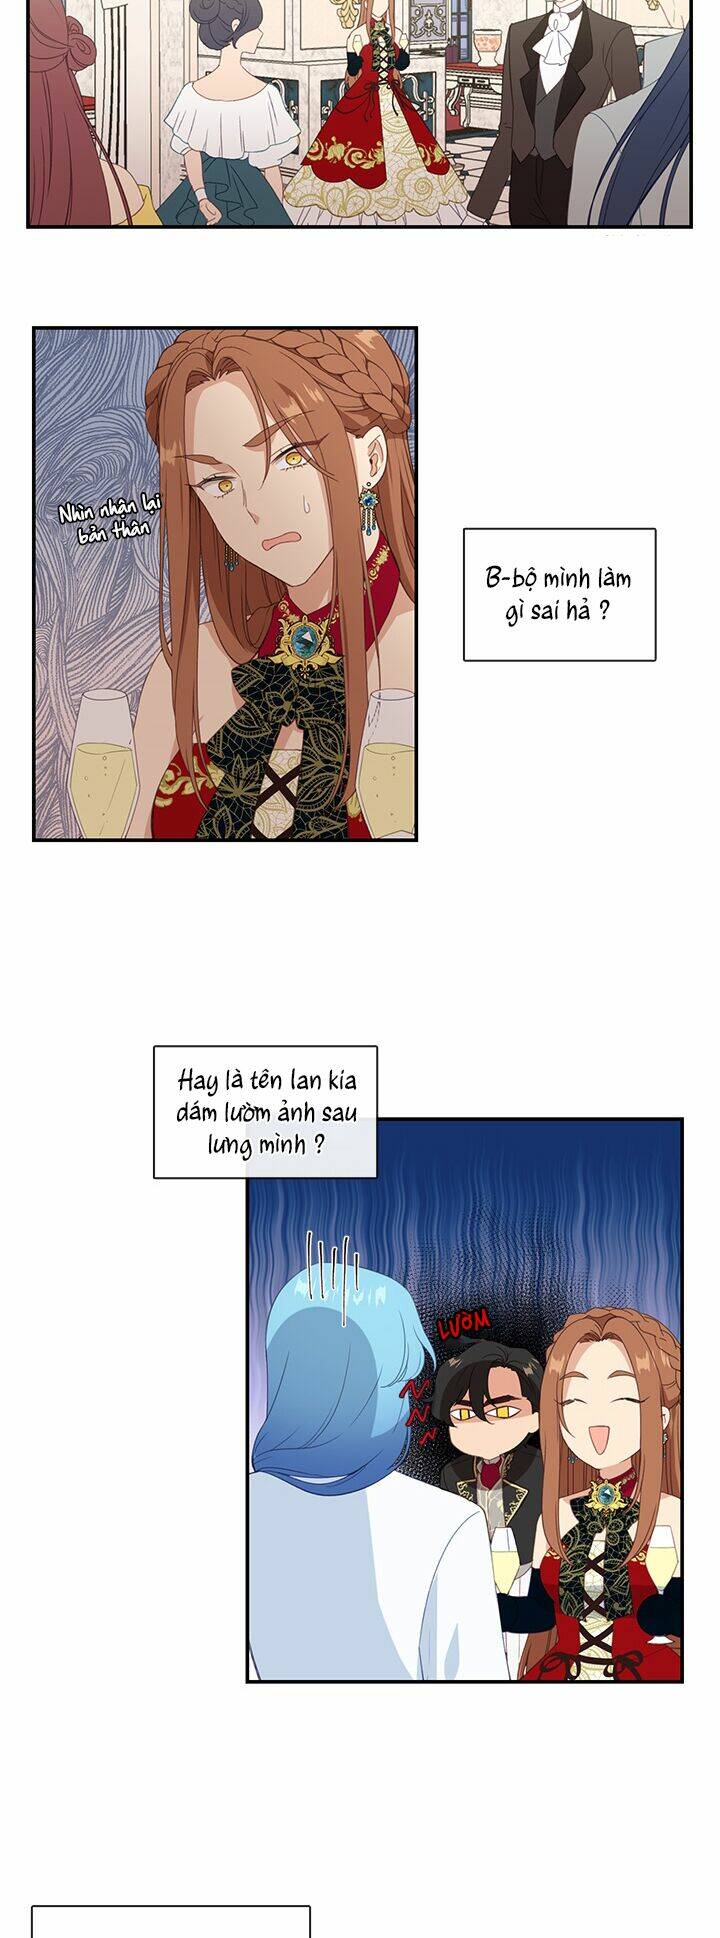 Nhìn nhận lại
bản thân
B-bộ mình làm
gì sai hả ?
Hay là tên lan kia
dám lườm ảnh sau
lưng mình ?
LƯỜM